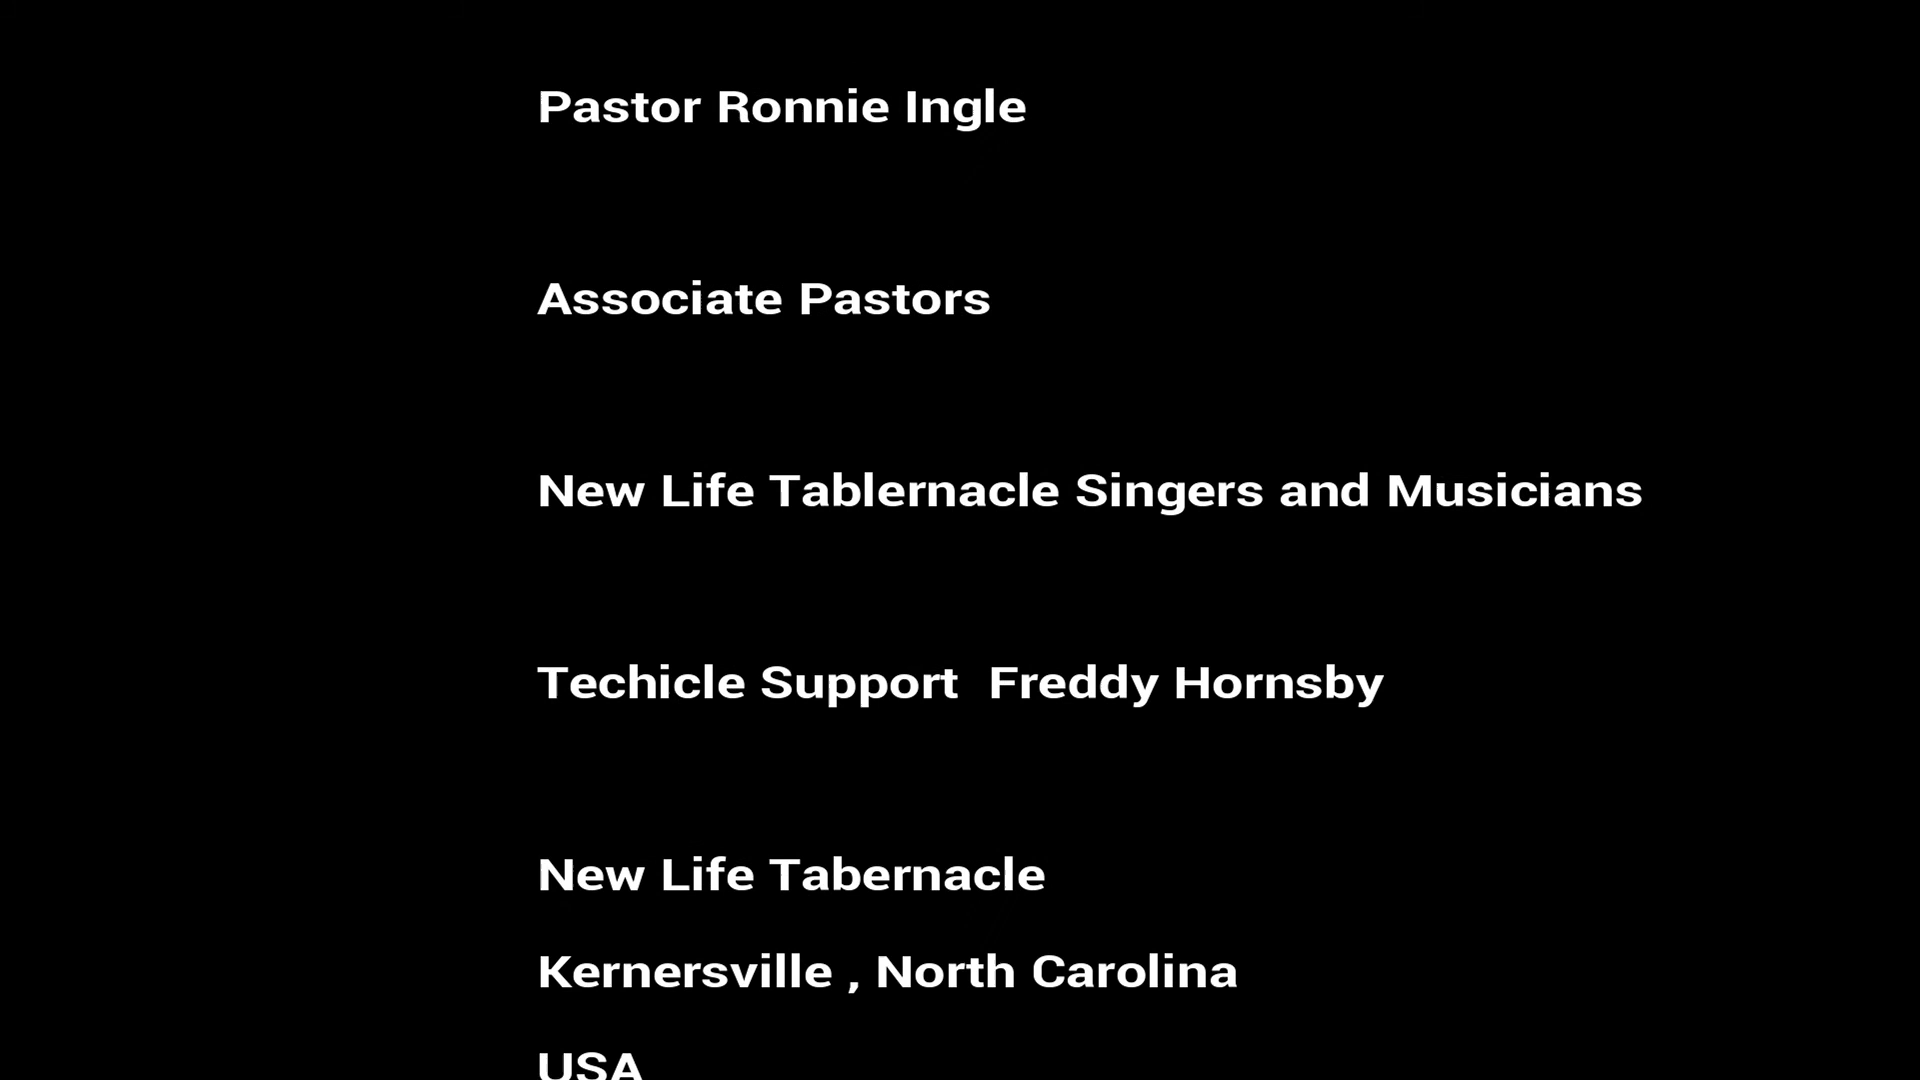 Pastor Ronnie Ingle
Associate Pastors
New Life Tablernacle Singers and Musicians
Techicle Support  Freddy Hornsby
New Life Tabernacle
Kernersville , North Carolina
USA